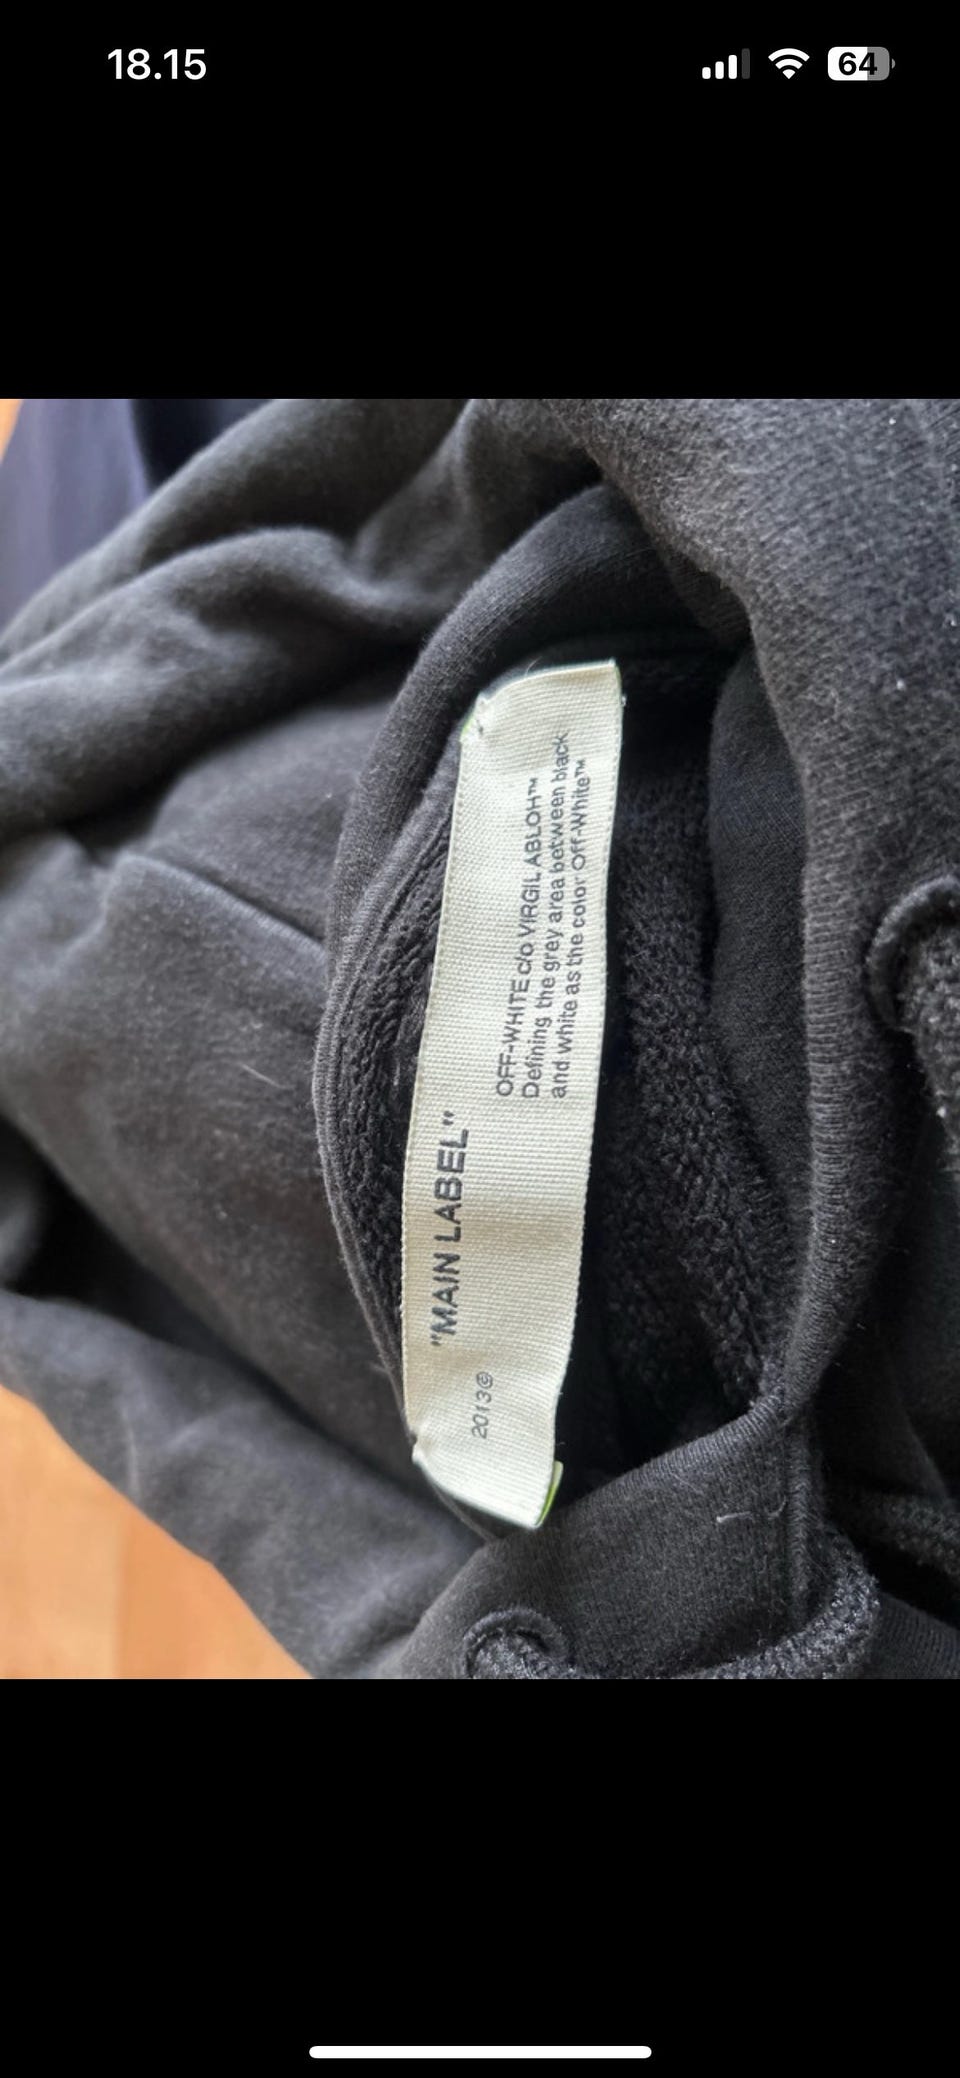 18.15
64
"MAIN LABEL"
2013©
OFF-WHITE c/o VIRGIL ABLOH™
Defining the grey area between black
and white as the color Off-White™